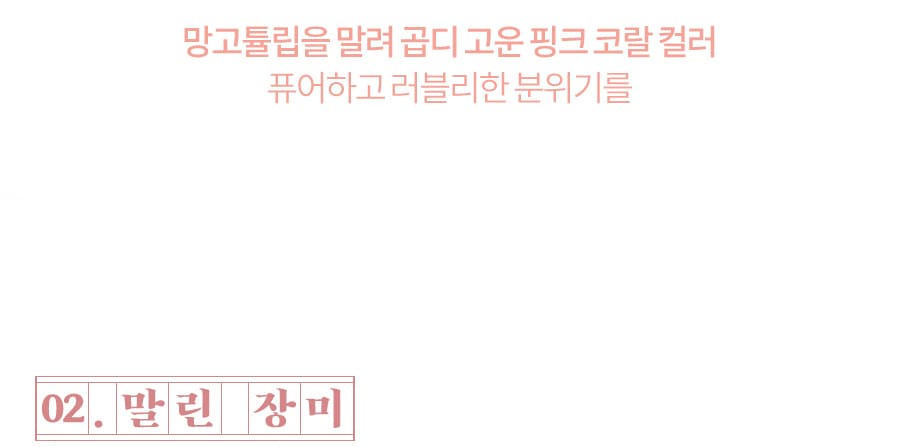 망고튤립을 말려 곱디 고운 핑크 코랄 컬러
퓨어하고 러블리한 분위기를
02. 말린 장미